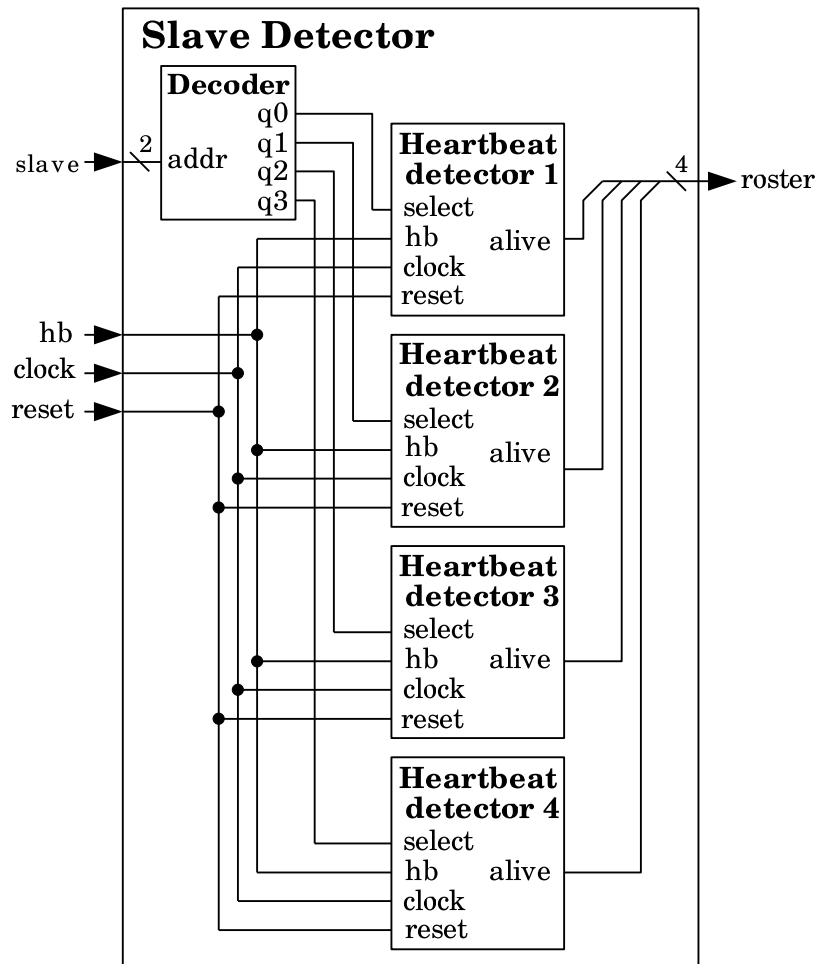 Slave Detector
Decoder
q0
q1
q2
q3
2
addr
slave
hb
clock
reset
Heartbeat
detector 1
select
hb
alive
clock
reset
4
roster
Heartbeat
detector 2
select
hb
alive
clock
reset
Heartbeat
detector 3
select
hb
alive
clock
reset
Heartbeat
detector 4
select
hb
alive
clock
reset